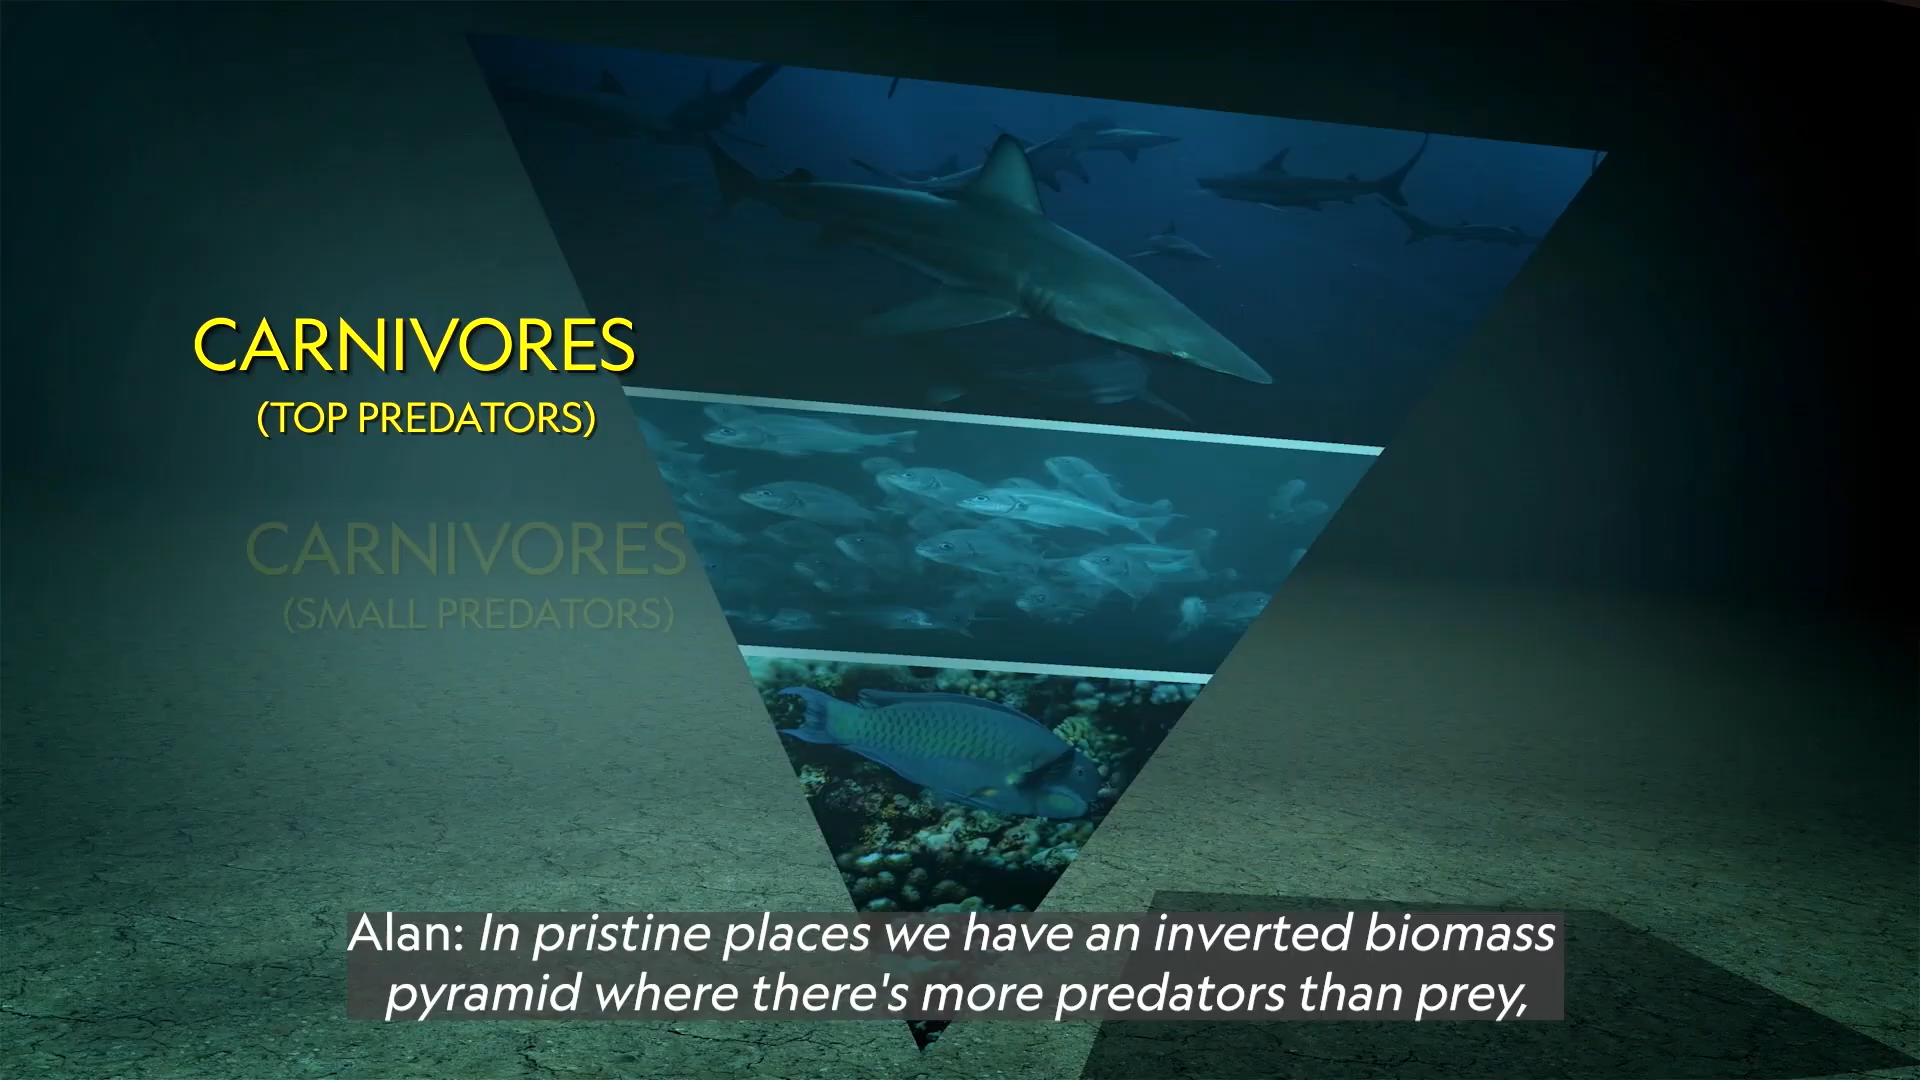 CARNIVORES
(TOP PREDATORS)
CARNIVORES
(SMALL PREDATORS)
Alan: In pristine places we have an inverted biomass
pyramid where there's more predators than prey,